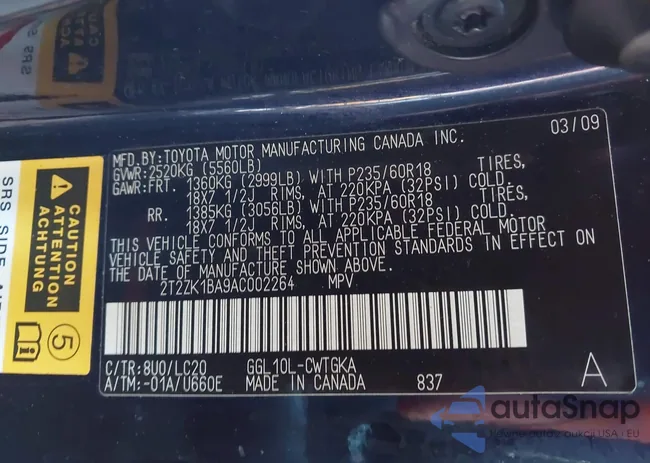 MFD. BY: TOYOTA MOTOR MANUFACTURING CANADA INC. 03/09
GVWR: 2520KG (5560LB)
GAWR: FRT. 1360KG (2999LB) WITH P235/60R18 TIRES,
18X7 1/2J RIMS, AT 220KPA (32PSI) COLD.
RR. 1385KG (3056LB) WITH P235/60R18 TIRES,
18X7 1/2J RIMS, AT 220KPA (32PSI) COLD.
THIS VEHICLE CONFORMS TO ALL APPLICABLE FEDERAL MOTOR
VEHICLE SAFETY AND THEFT PREVENTION STANDARDS IN EFFECT ON
THE DATE OF MANUFACTURE SHOWN ABOVE.
2T2ZK1BA9AC002264 MPV
C/TR: 8U0/LC20 GGL10L-CWTGKA A
A/TM: -01A/U660E MADE IN CANADA 837
CAUTION
ATTENTION
ACHTUNG
5
SRS SIDE
SRS
autoSnap